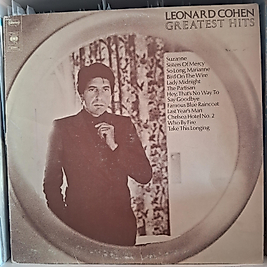 LEONARD COHEN
GREATEST HITS
Suzanne
Sisters Of Mercy
So Long, Marianne
Bird On The Wire
Lady Midnight
The Partisan
Hey, That's No Way To
Say Goodbye
Famous Blue Raincoat
Last Year's Man
Chelsea Hotel No. 2
Who By Fire
Take This Longing